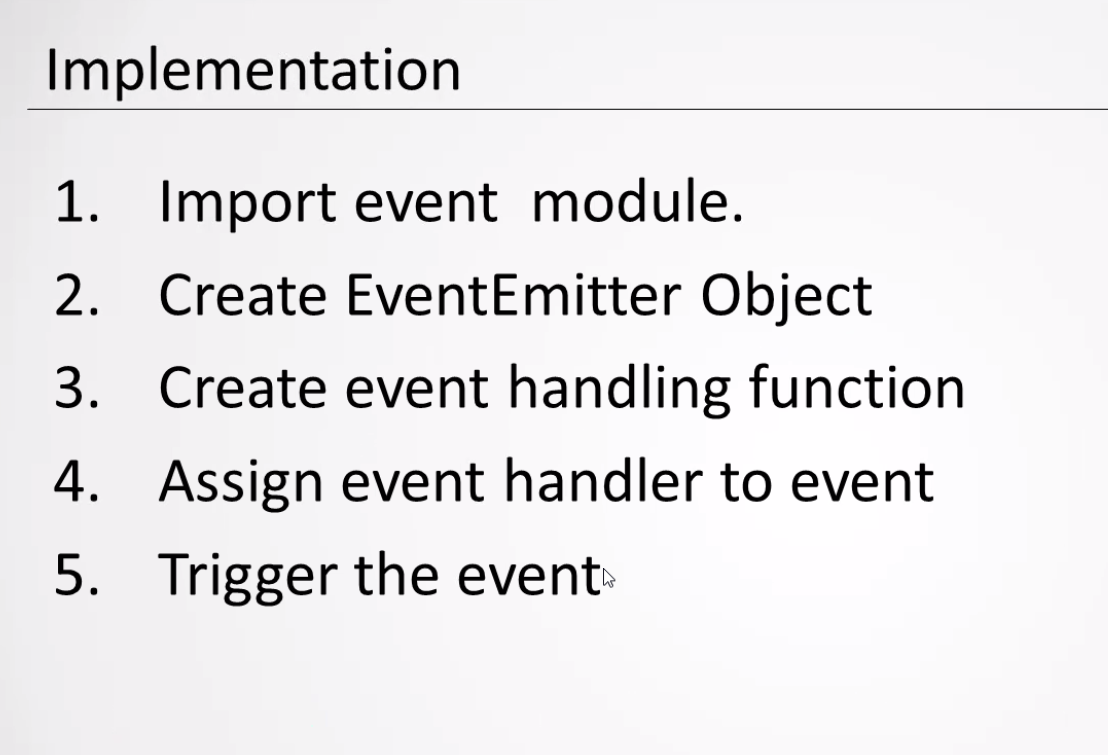 Implementation
1. Import event  module.
2. Create EventEmitter Object
3. Create event handling function
4. Assign event handler to event
5. Trigger the event